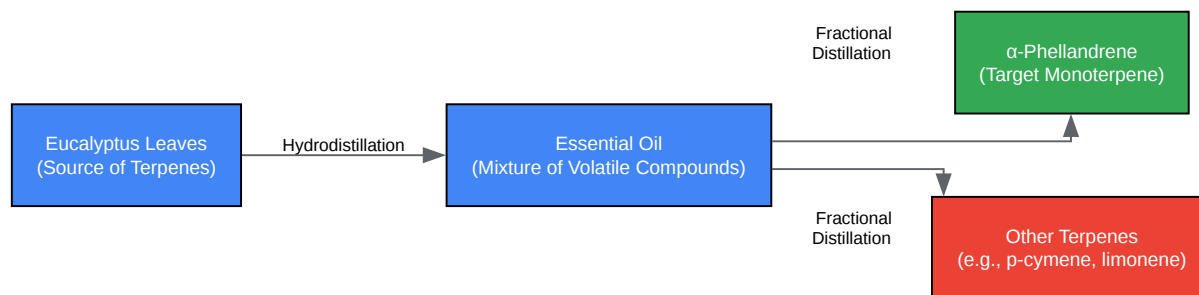 Fractional
Distillation
α-Phellandrene
(Target Monoterpene)
Eucalyptus Leaves
(Source of Terpenes)
Hydrodistillation
Essential Oil
(Mixture of Volatile Compounds)
Fractional
Distillation
Other Terpenes
(e.g., p-cymene, limonene)